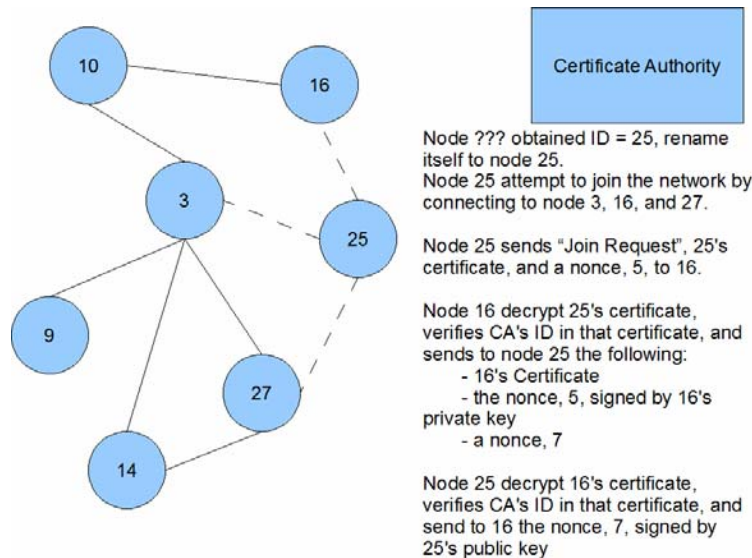 10
16
Certificate Authority
3
25
9
27
14
Node ??? obtained ID = 25, rename
itself to node 25.
Node 25 attempt to join the network by
connecting to node 3, 16, and 27.
Node 25 sends “Join Request”, 25's
certificate, and a nonce, 5, to 16.
Node 16 decrypt 25's certificate,
verifies CA's ID in that certificate, and
sends to node 25 the following:
- 16's Certificate
- the nonce, 5, signed by 16's
private key
- a nonce, 7
Node 25 decrypt 16's certificate,
verifies CA's ID in that certificate, and
send to 16 the nonce, 7, signed by
25's public key